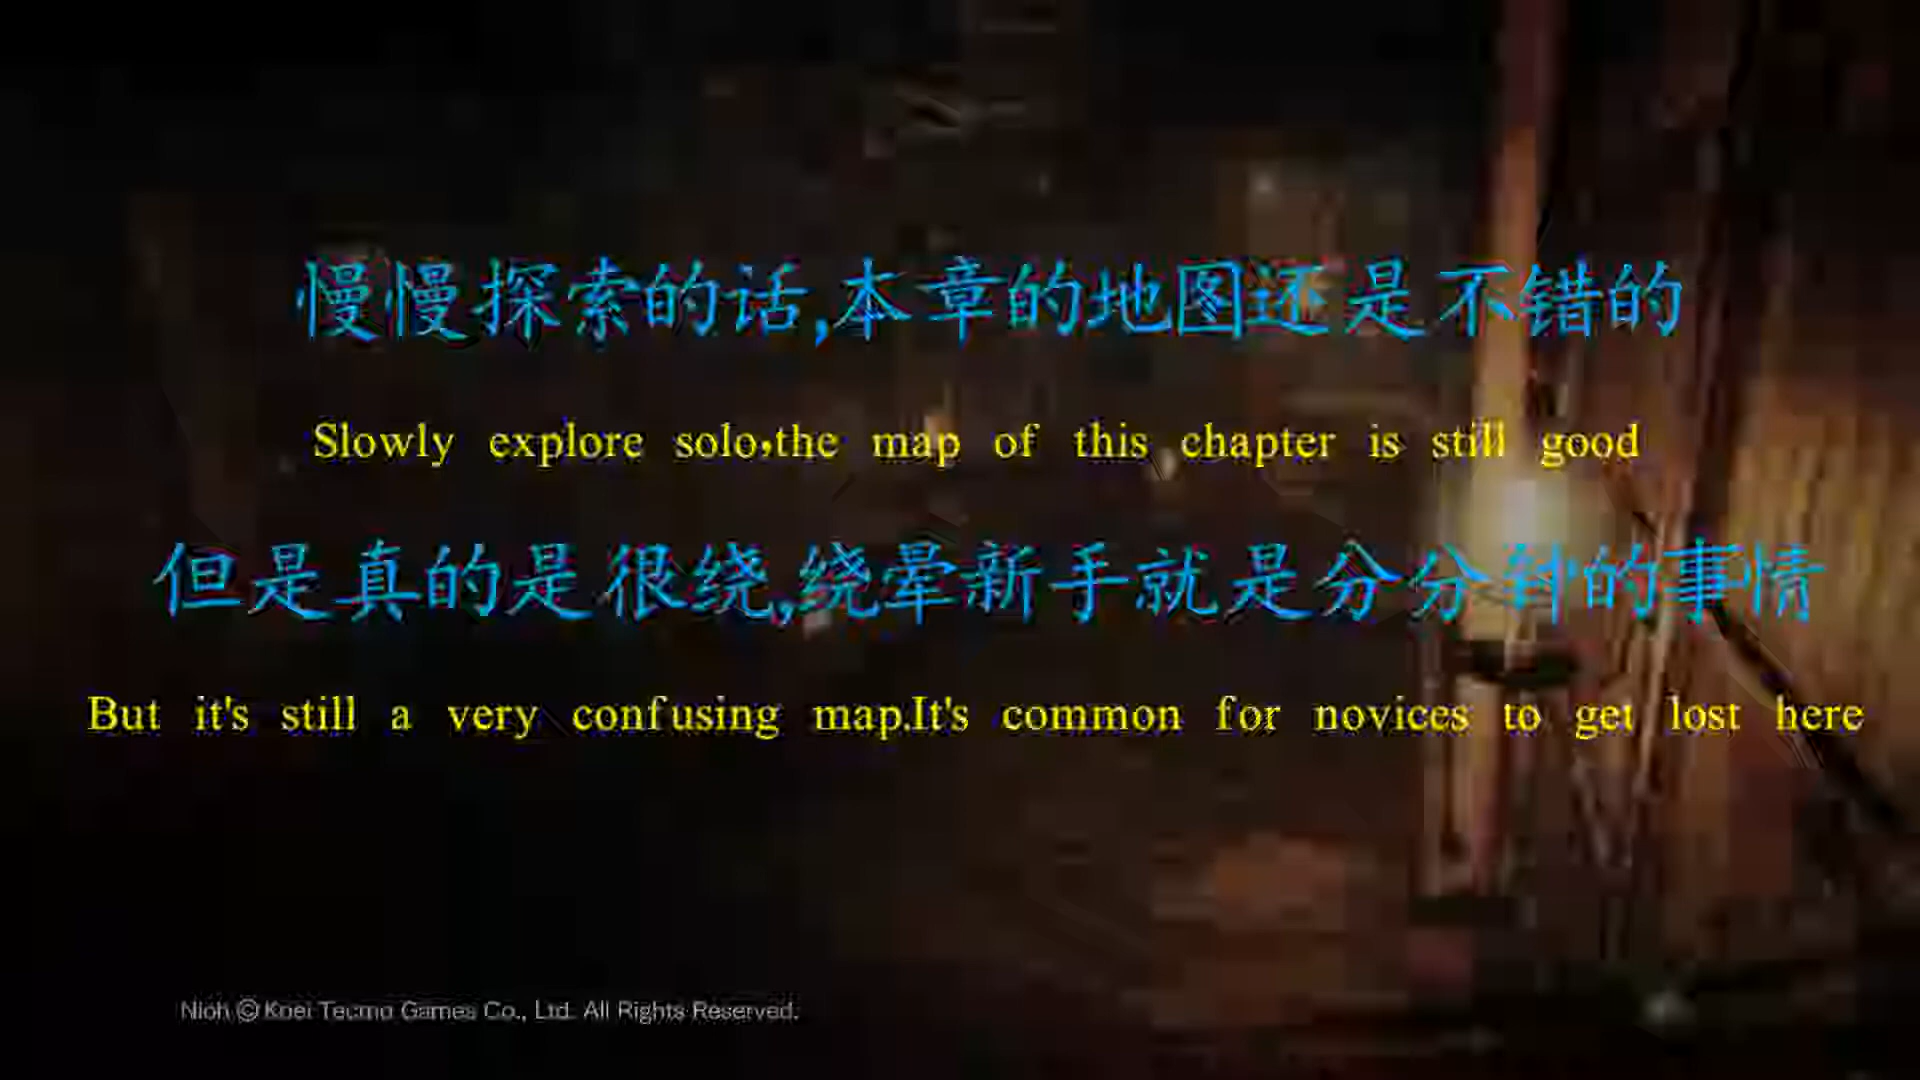 慢慢探索的话,本章的地图还是不错的
Slowly explore solo,the map of this chapter is still good
但是真的是很绕,绕晕新手就是分分钟的事情
But it's still a very confusing map.It's common for novices to get lost here
Nioh © Koei Tecmo Games Co., Ltd. All Rights Reserved.